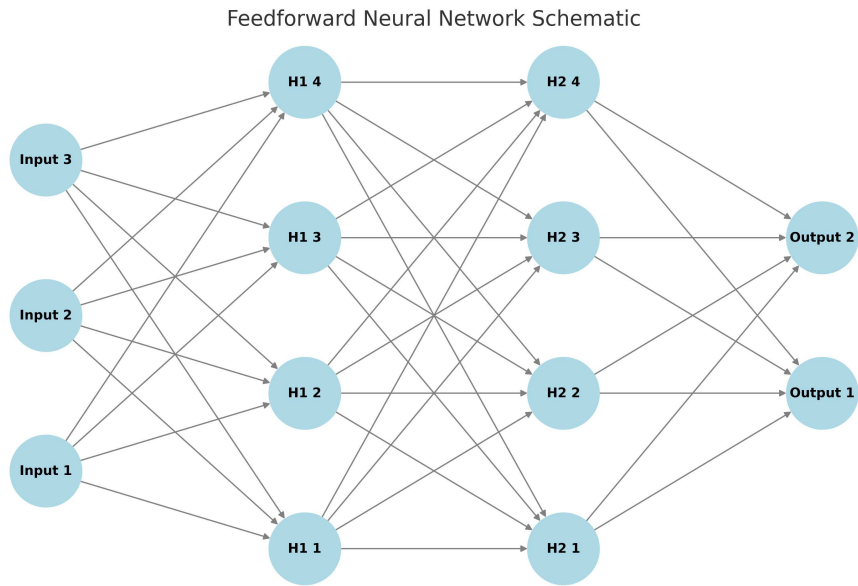 Feedforward Neural Network Schematic
H1 4
H2 4
Input 3
H1 3
H2 3
Output 2
Input 2
H1 2
H2 2
Output 1
Input 1
H1 1
H2 1